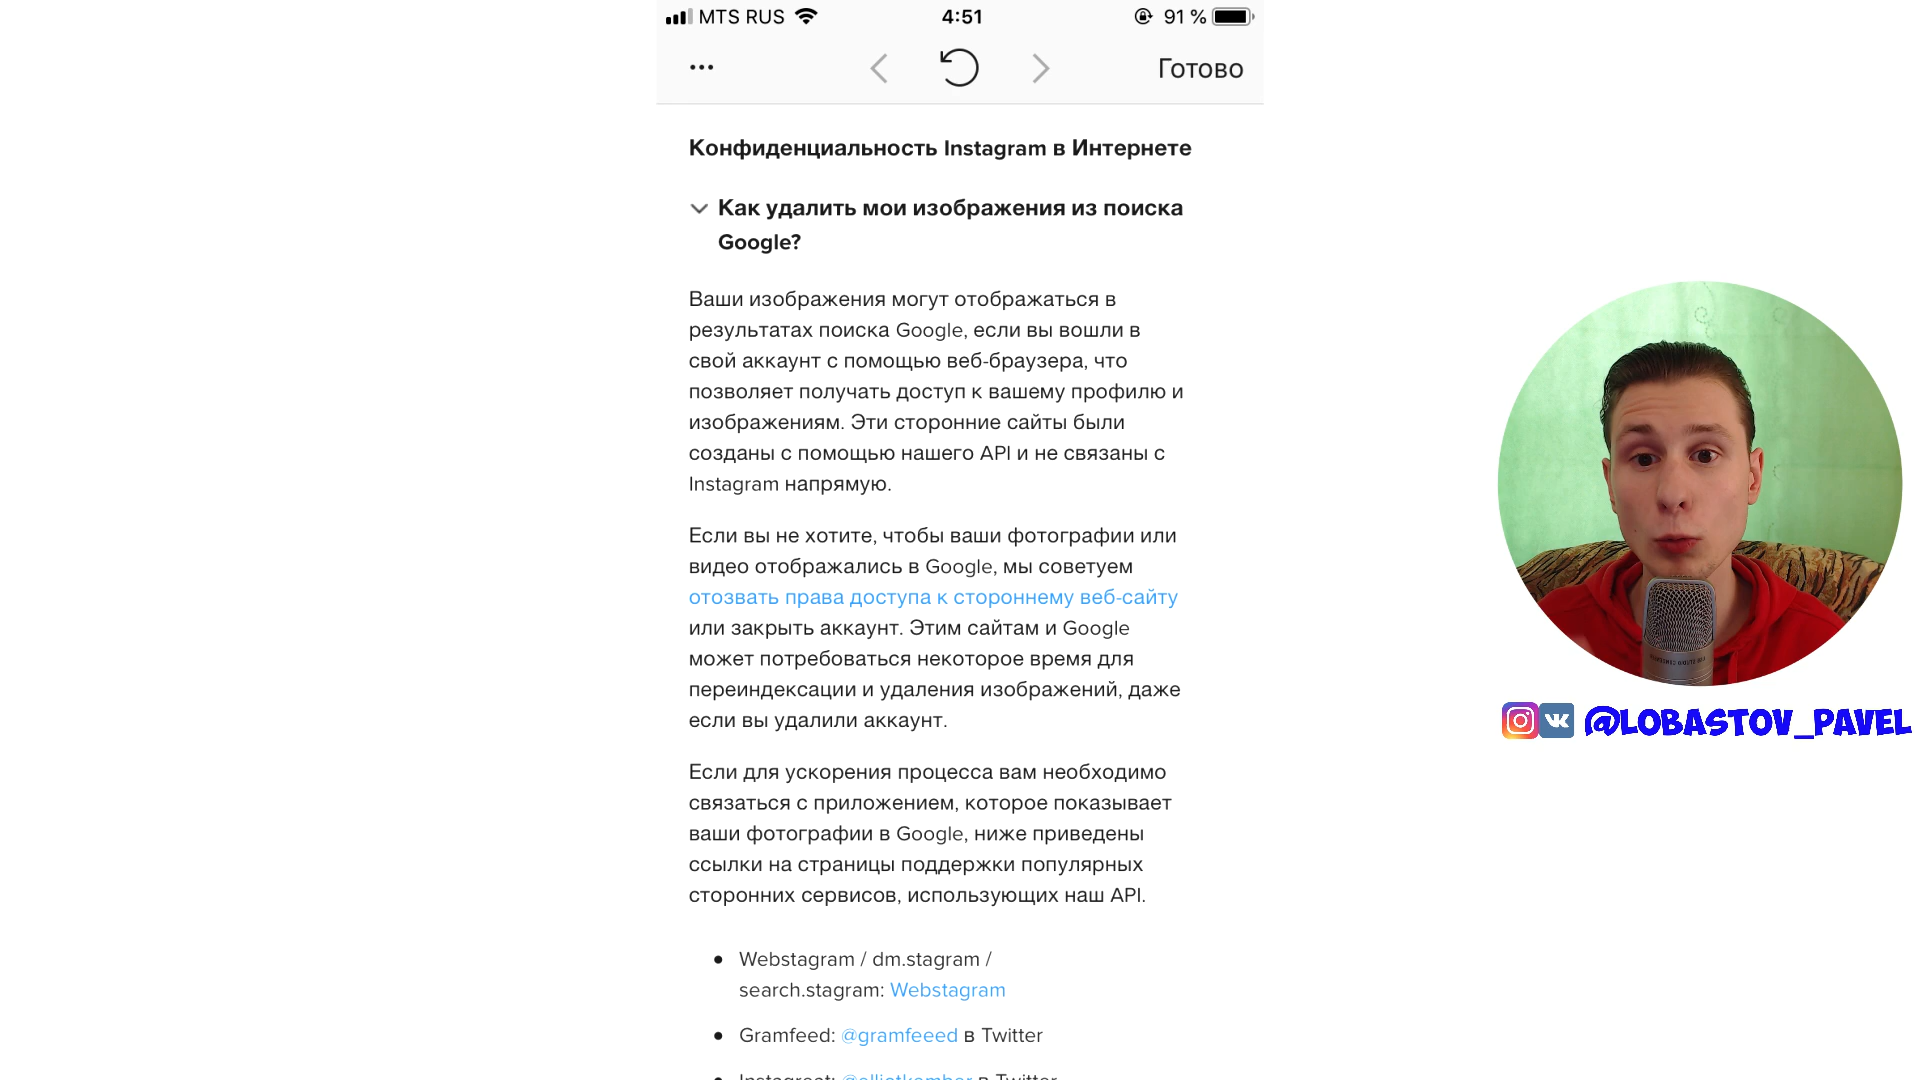 MTS RUS 4:51 91 %
Готово
Конфиденциальность Instagram в Интернете
Как удалить мои изображения из поиска
Google?
Ваши изображения могут отображаться в
результатах поиска Google, если вы вошли в
свой аккаунт с помощью веб-браузера, что
позволяет получать доступ к вашему профилю и
изображениям. Эти сторонние сайты были
созданы с помощью нашего API и не связаны с
Instagram напрямую.
Если вы не хотите, чтобы ваши фотографии или
видео отображались в Google, мы советуем
отозвать права доступа к стороннему веб-сайту
или закрыть аккаунт. Этим сайтам и Google
может потребоваться некоторое время для
переиндексации и удаления изображений, даже
если вы удалили аккаунт.
Если для ускорения процесса вам необходимо
связаться с приложением, которое показывает
ваши фотографии в Google, ниже приведены
ссылки на страницы поддержки популярных
сторонних сервисов, использующих наш API.
Webstagram / dm.stagram /
search.stagram: Webstagram
Gramfeed: @gramfeeed в Twitter
@LOBASTOV_PAVEL